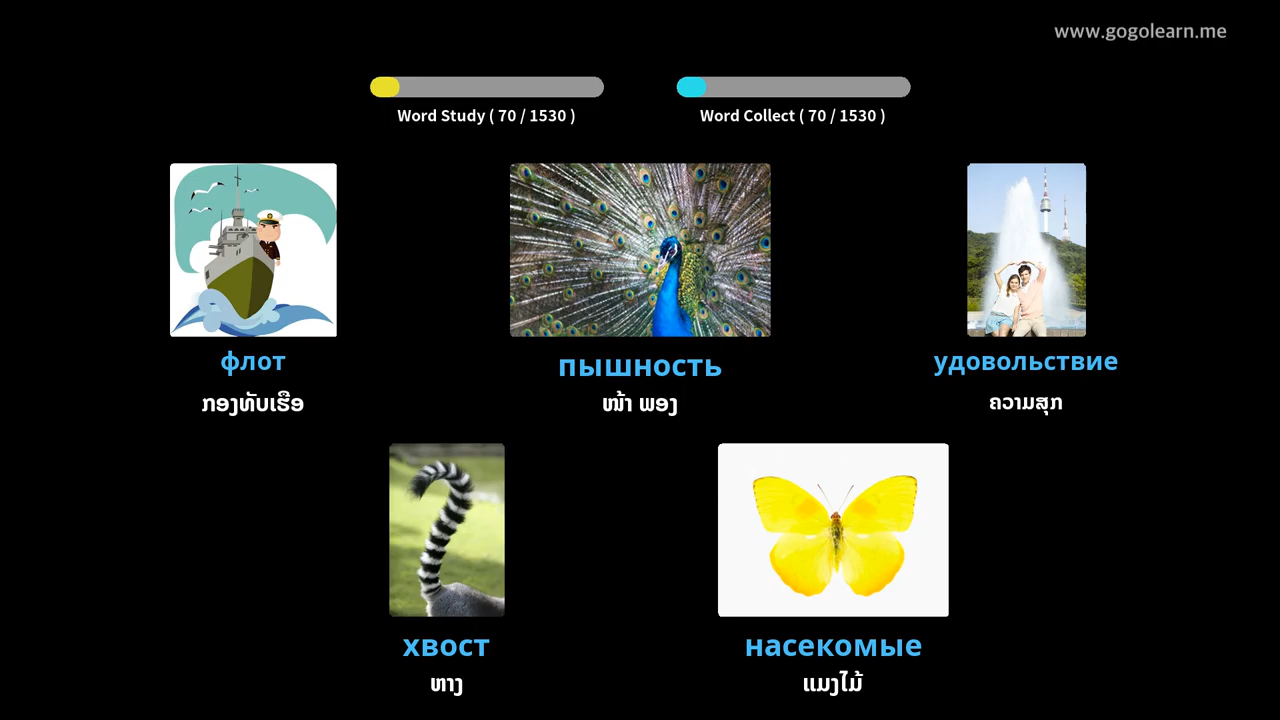 www.gogolearn.me
Word Study ( 70 / 1530 )
Word Collect ( 70 / 1530 )
флот
пышность
удовольствие
ກອງທັບເຮືອ
ໜ້າ ພອງ
ຄວາມສຸກ
хвост
насекомые
ຫາງ
ແມງໄມ້